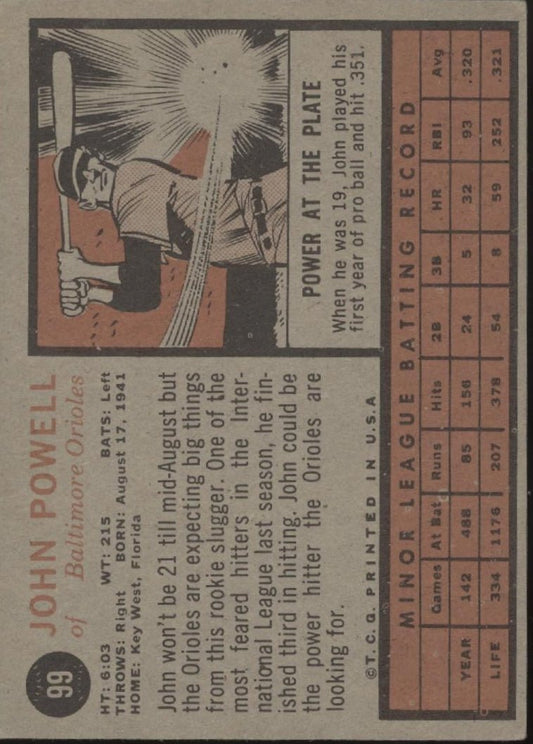 99
JOHN POWELL
of Baltimore Orioles
HT: 6:03 WT: 215 BATS: Left
THROWS: Right BORN: August 17, 1941
HOME: Key West, Florida
John won't be 21 till mid-August but
the Orioles are expecting big things
from this rookie slugger. One of the
most feared hitters in the Inter-
national League last season, he fin-
ished third in hitting. John could be
the power hitter the Orioles are
looking for.
©T. C. G. PRINTED IN U.S.A
POWER AT THE PLATE
When he was 19, John played his
first year of pro ball and hit .351.
MINOR LEAGUE BATTING RECORD
Games At Bat Runs Hits 2B 3B HR RBI Avg
YEAR 142 488 85 156 24 5 32 93 .320
LIFE 334 1176 207 378 54 8 59 252 .321